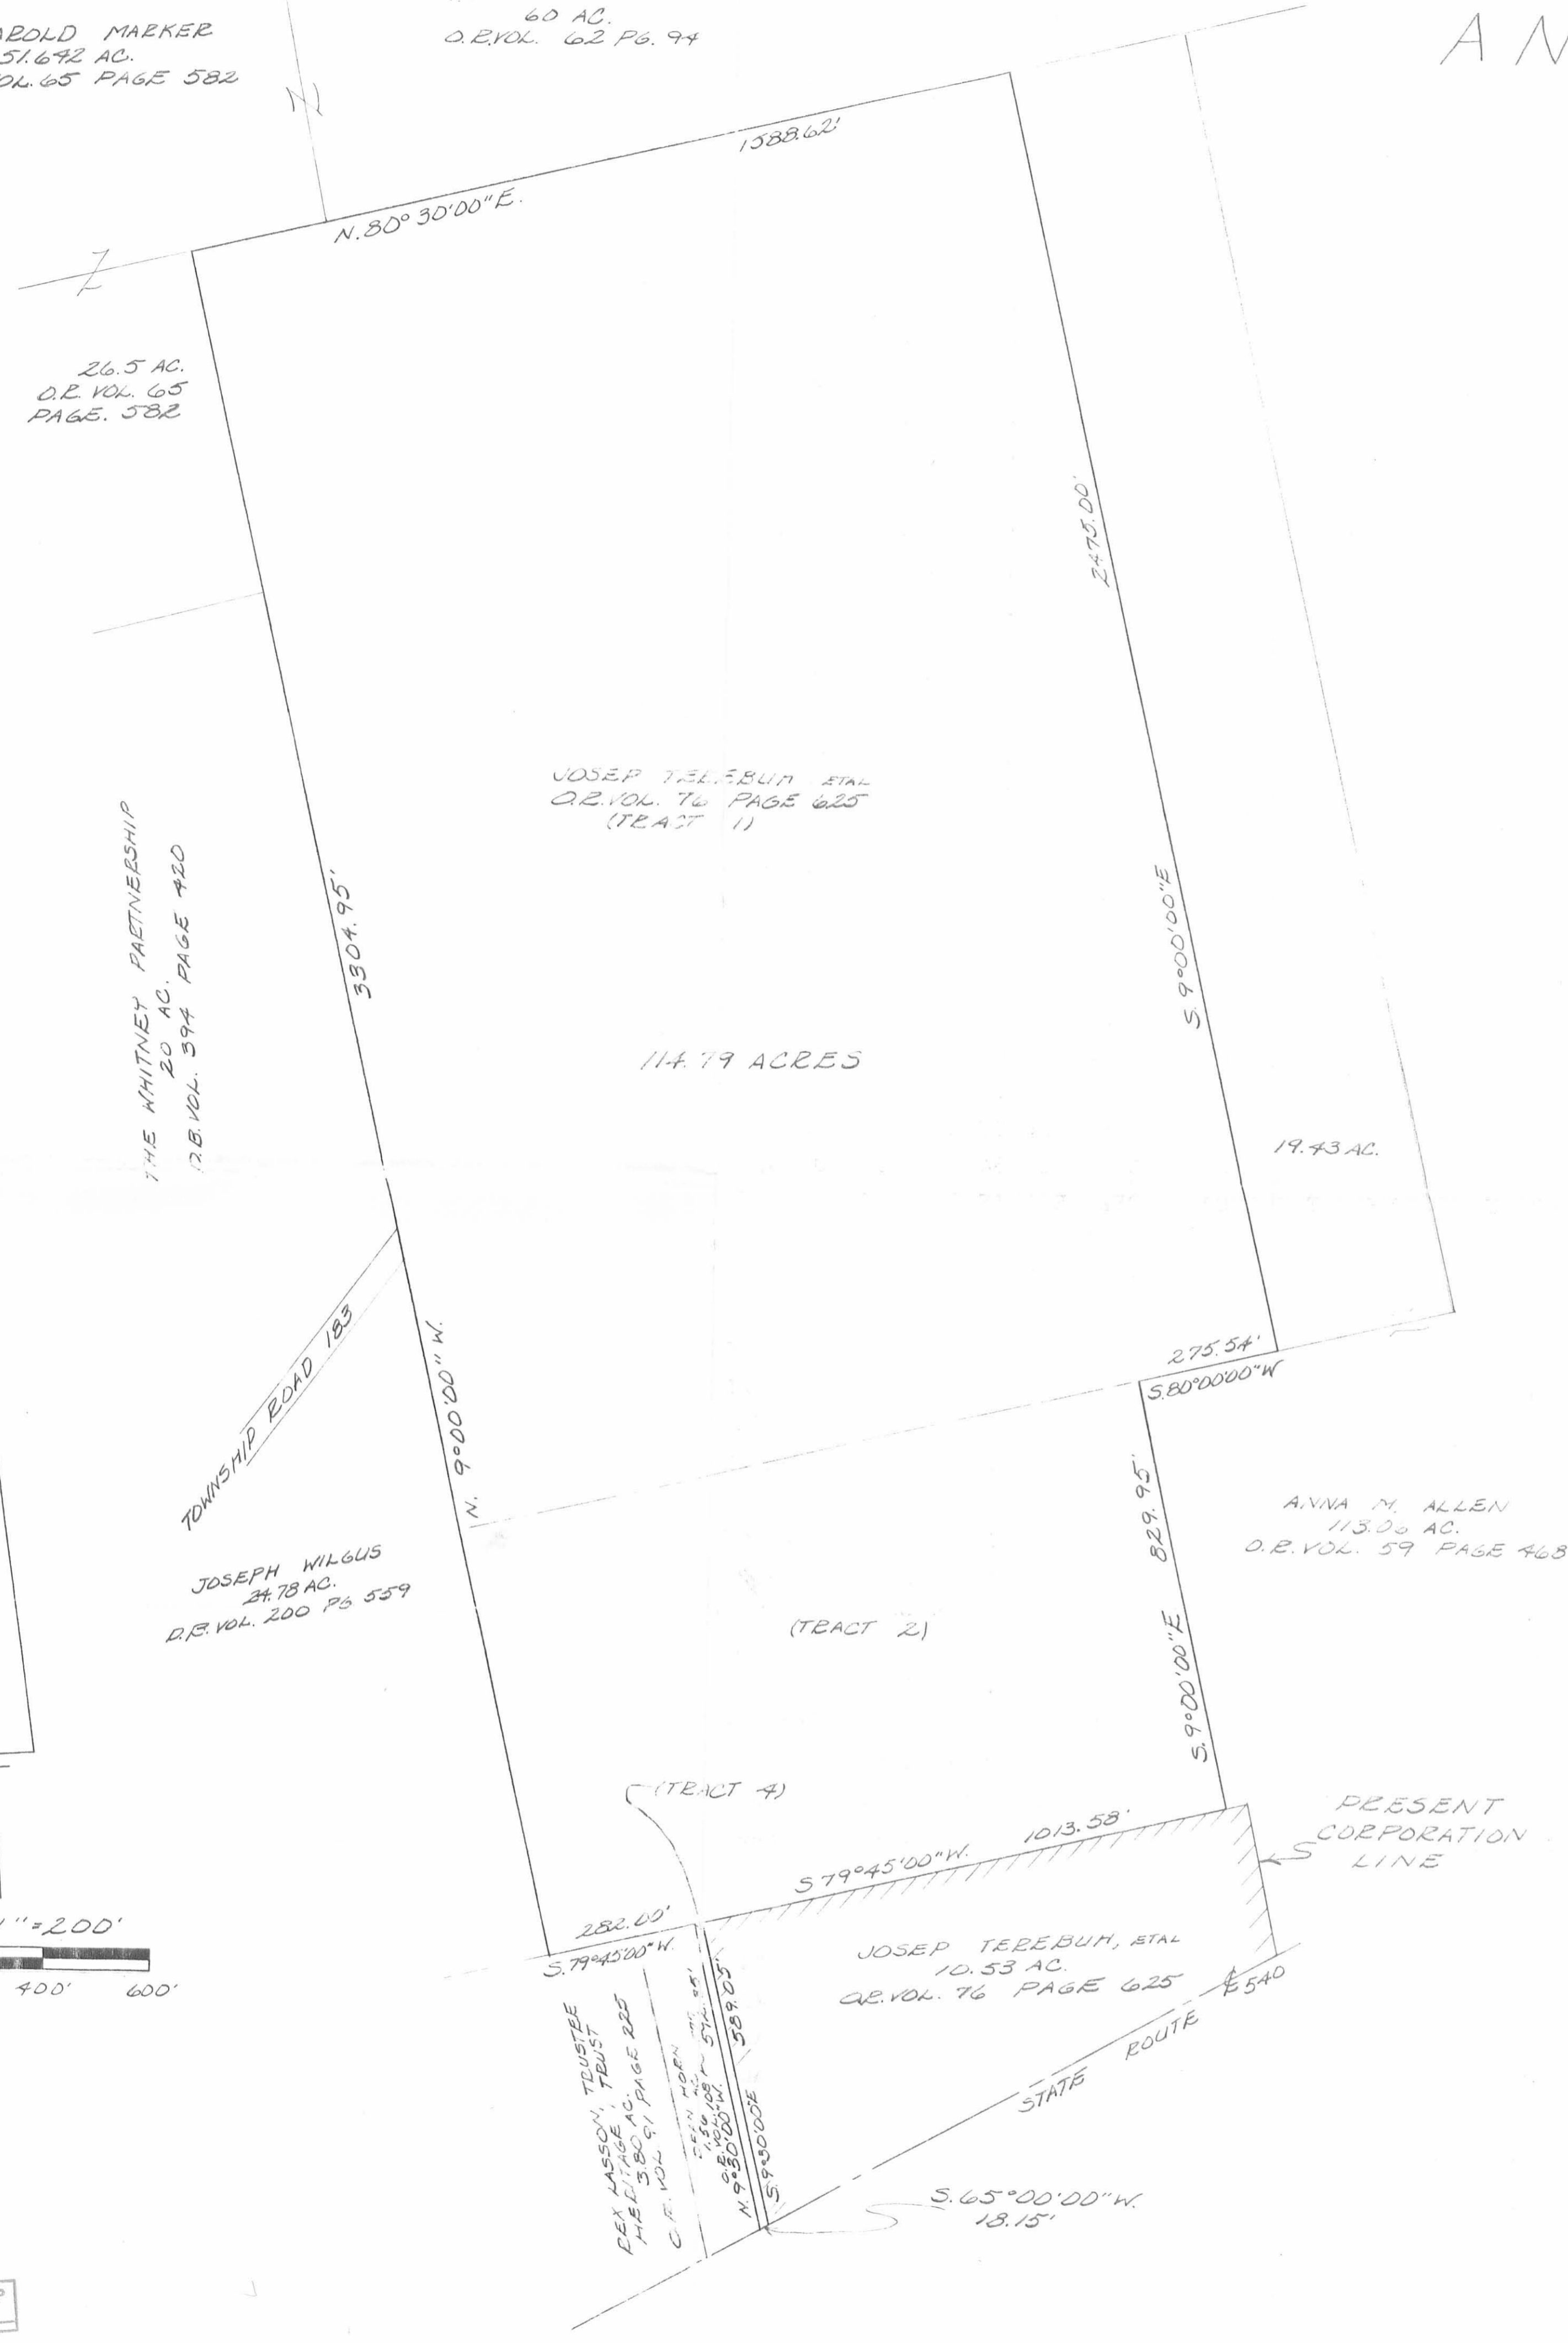 AROLD MARKER
51.642 AC.
OL. 65 PAGE 582
60 AC.
O.R.VOL. 62 PG. 94
A N
N
1588.62'
N. 80° 30'00"E.
26.5 AC.
O.R. VOL. 65
PAGE. 582
2475.00'
S. 9°00'00"E
JOSEP TEREBUH ETAL
O.R.VOL. 76 PAGE 625
(TRACT 1)
THE WHITNEY PARTNERSHIP
20 AC.
D.B.VOL. 394 PAGE 420
3304.95'
N. 9°00'00" W.
114.79 ACRES
19.43 AC.
TOWNSHIP ROAD 183
275.54'
S.80°00'00"W
829.95'
S. 9°00'00"E
ANNA M. ALLEN
AC.
O.R.VOL. 59 PAGE 468
JOSEPH WILGUS
24.78 AC.
D.B. VOL. 200 PG 559
(TRACT 2)
(TRACT 4)
1013.58'
S 79°45'00"W.
PRESENT
CORPORATION
LINE
282.00'
S. 79°45'00"W.
"=200'
400' 600'
JOSEP TEREBUH, ETAL
10.53 AC.
O.R.VOL. 76 PAGE 625
STATE ROUTE ℄ 540
REX LASSON, TRUSTEE
HERITAGE TRUST
3.80 AC.
O.R. VOL. 91 PAGE 225
HORN
1.56
N. 9°30'00"W.
589.05'
S. 9°30'00"E
S. 65°00'00"W.
18.15'